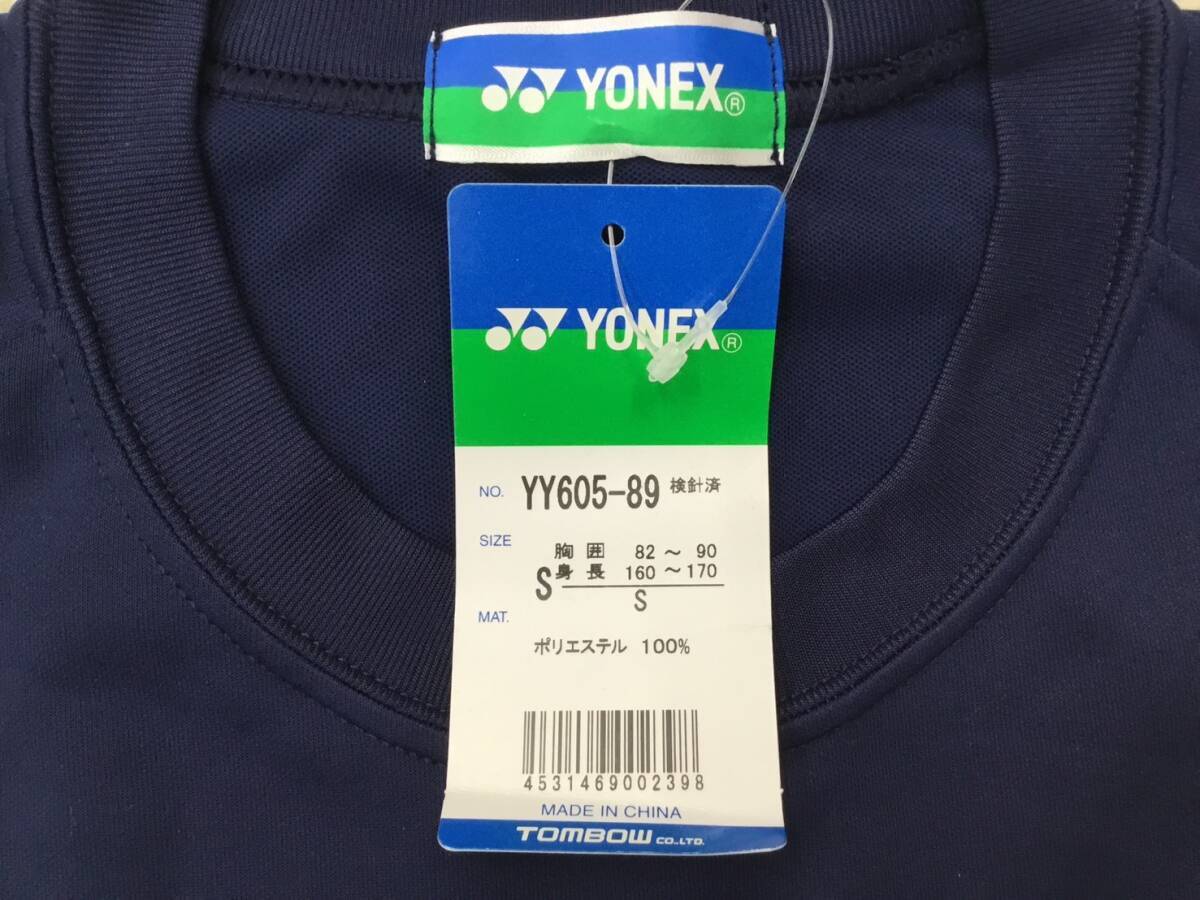 YONEX®
YONEX®
NO. YY605-89 検針済
SIZE
S 胸囲 82～ 90
身長 160～170
S
MAT.
ポリエステル 100%
4531469002398
MADE IN CHINA
TOMBOW CO.,LTD.